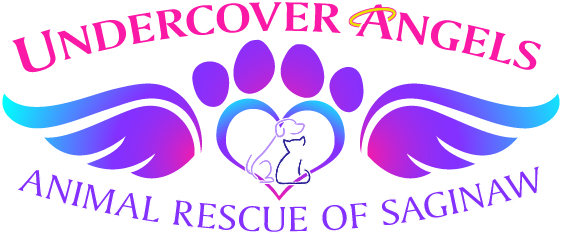 UNDERCOVER ANGELS
ANIMAL RESCUE OF SAGINAW